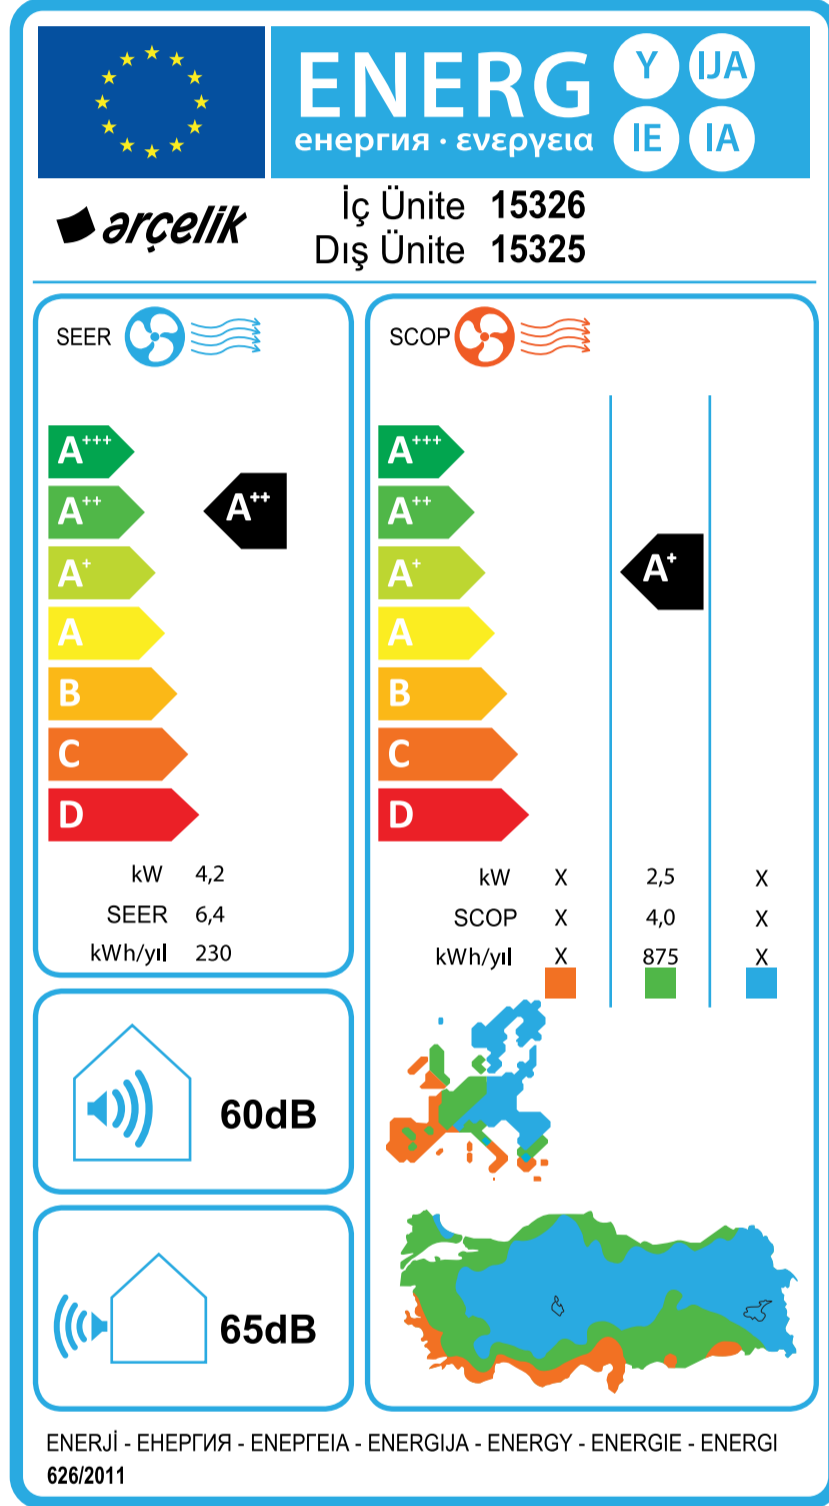 ENERG
енергия · ενεργεια
Y IJA
IE IA
arçelik
İç Ünite 15326
Dış Ünite 15325
SEER
A+++
A++
A+
A
B
C
D
A++
kW 4,2
SEER 6,4
kWh/yıl 230
SCOP
A+++
A++
A+
A
B
C
D
A+
kW X 2,5 X
SCOP X 4,0 X
kWh/yıl X 875 X
60dB
65dB
ENERJİ - ЕНЕРГИЯ - ΕΝΕΡΓΕΙΑ - ENERGIJA - ENERGY - ENERGIE - ENERGI
626/2011